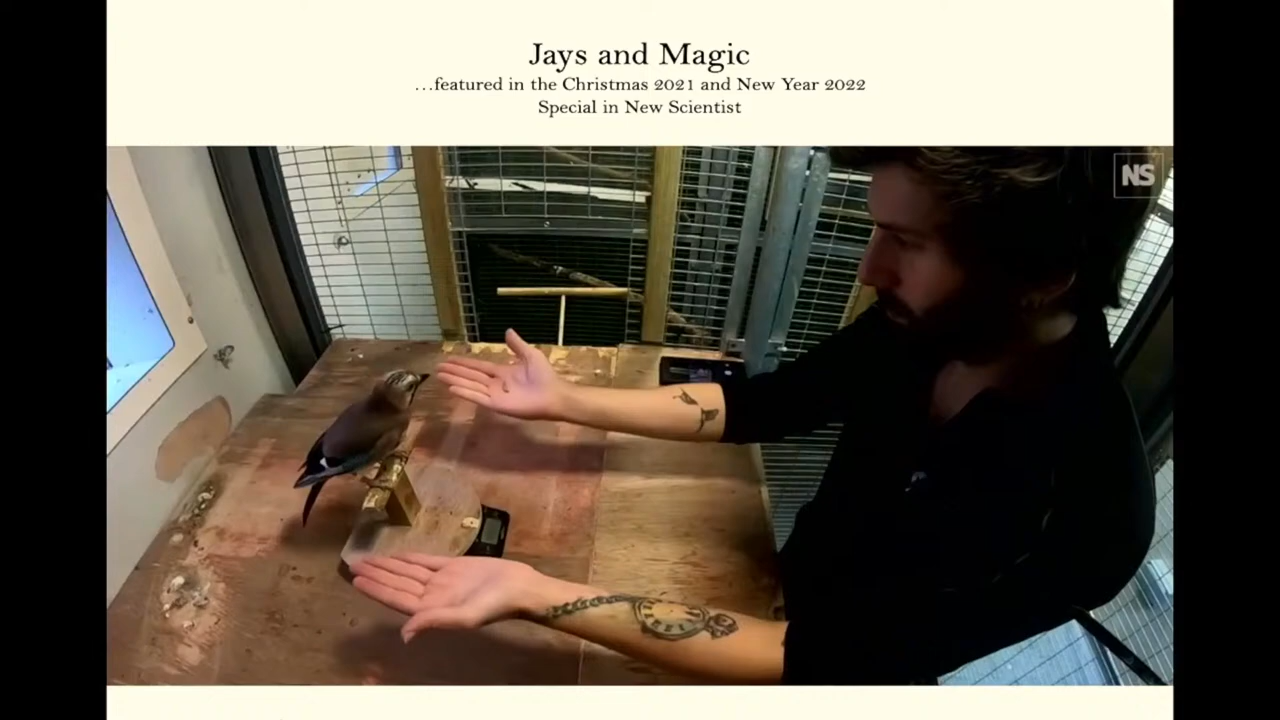 Jays and Magic
...featured in the Christmas 2021 and New Year 2022
Special in New Scientist
NS